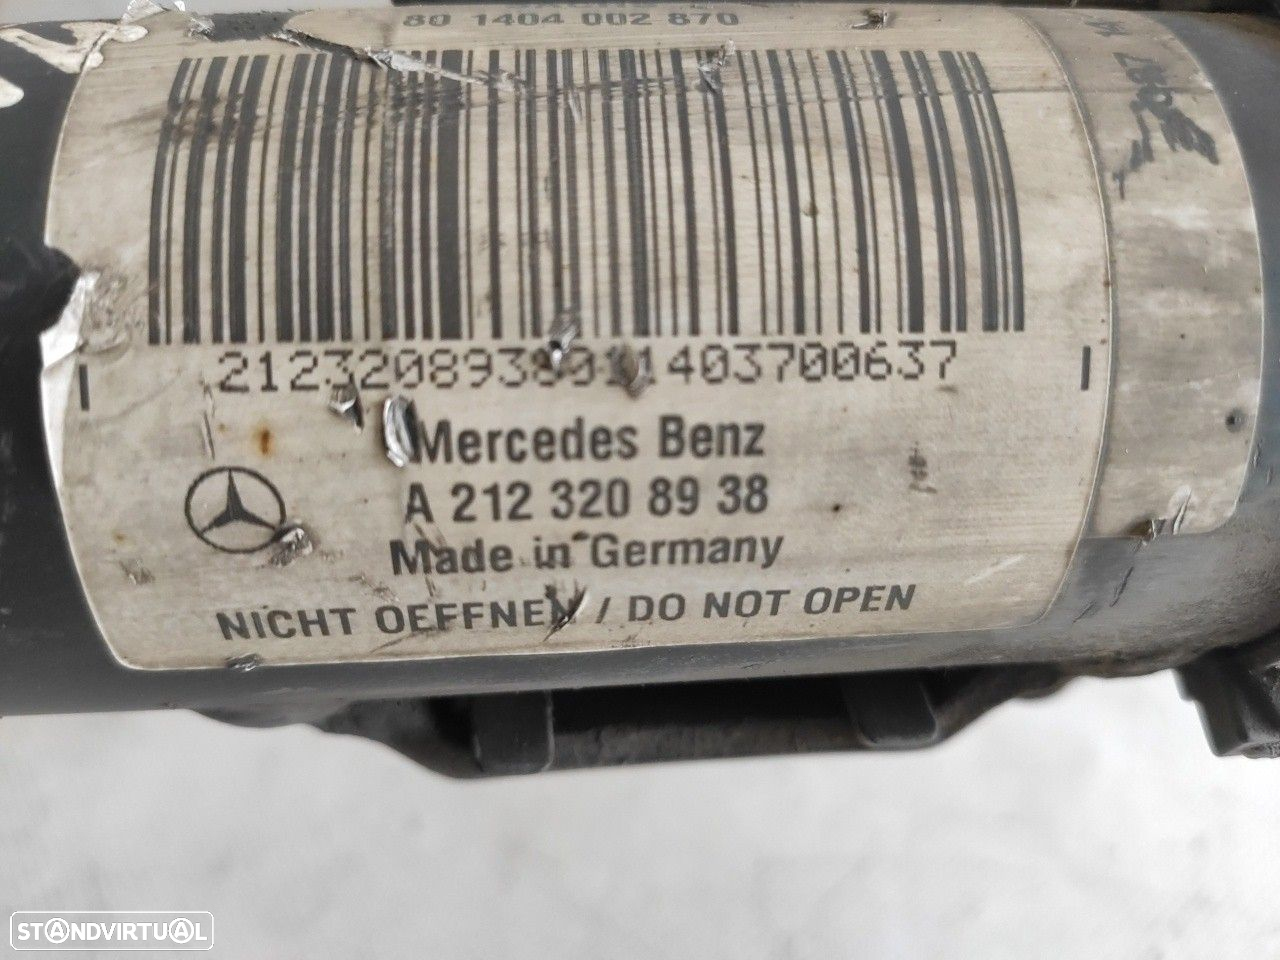 80 1404 002 870
2123208938011403700637
Mercedes Benz
A 212 320 89 38
Made in Germany
NICHT OEFFNEN / DO NOT OPEN
STANDVIRTUAL